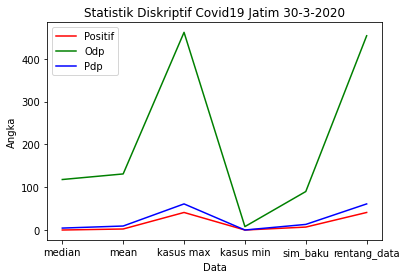 Statistik Diskriptif Covid19 Jatim 30-3-2020
Positif
Odp
Pdp
400
300
200
100
0
Angka
median mean kasus max kasus min sim_baku rentang_data
Data